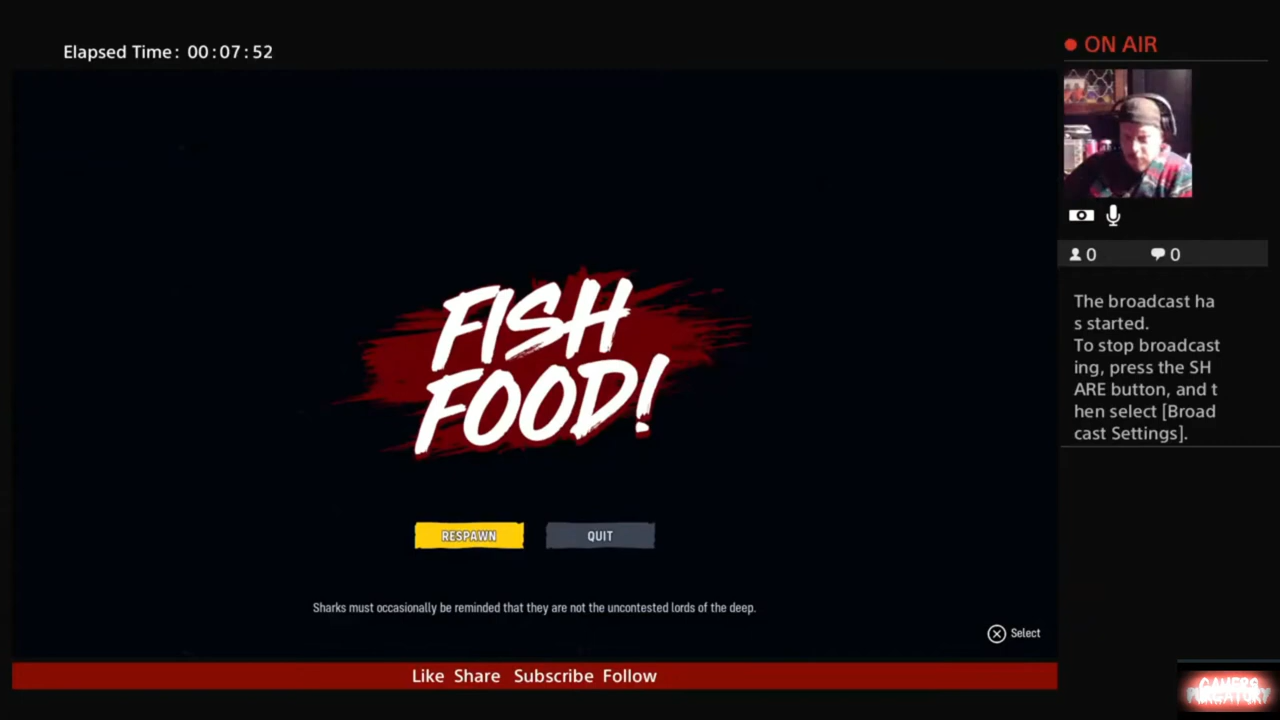 Elapsed Time: 00:07:52
ON AIR
0 0
The broadcast ha
s started.
To stop broadcast
ing, press the SH
ARE button, and t
hen select [Broad
cast Settings].
FISH
FOOD!
RESPAWN QUIT
Sharks must occasionally be reminded that they are not the uncontested lords of the deep.
Select
Like Share Subscribe Follow
GAMERS
PURGATORY